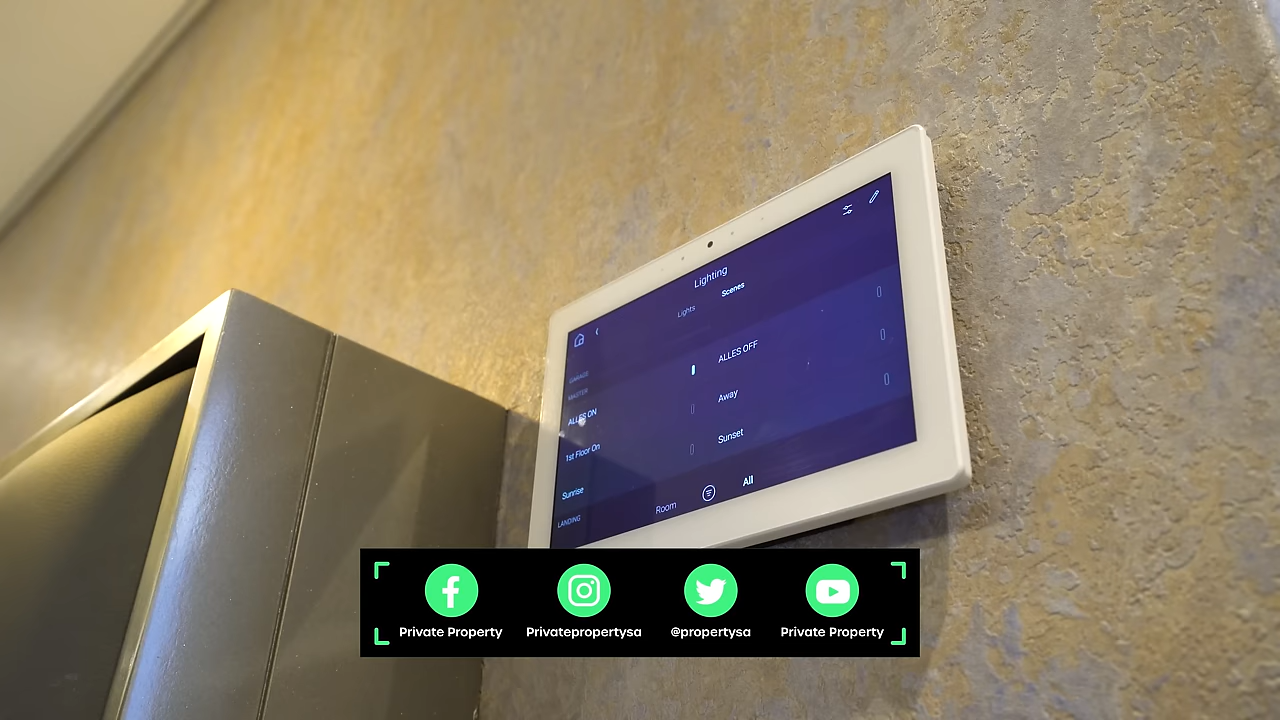 Lighting
Lights Scenes
GARAGE
MASTER
ALLES ON
ALLES OFF
1st Floor On
Away
Sunrise
Sunset
LANDING
Room
All
Private Property
Privatepropertysa
@propertysa
Private Property